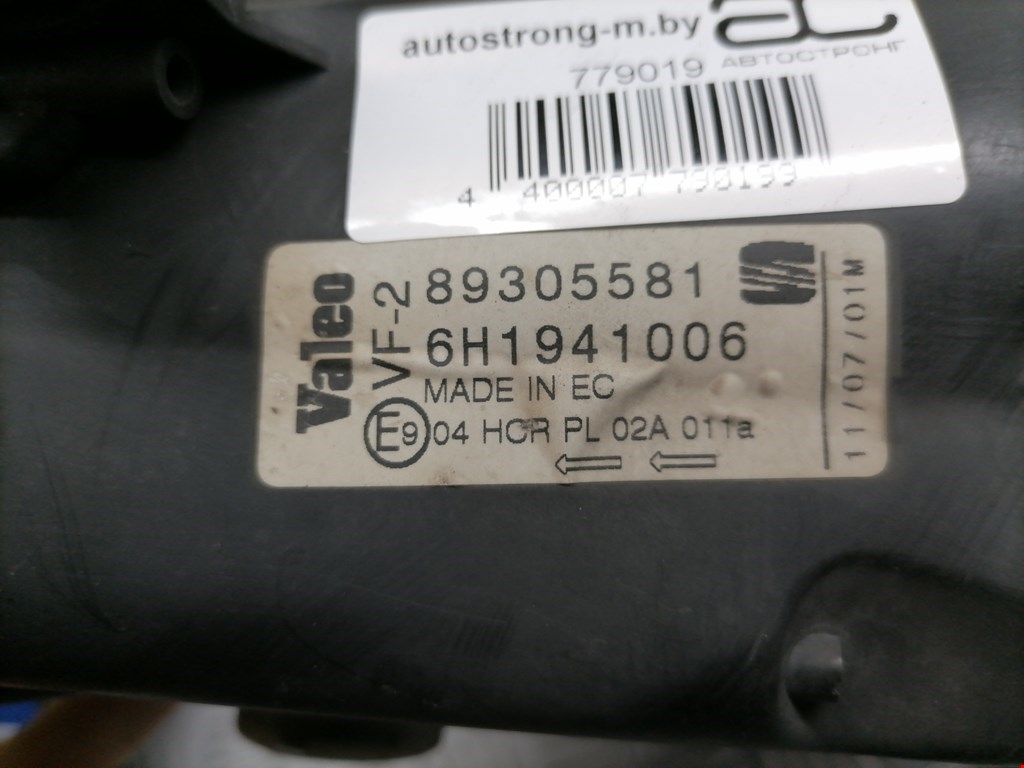 autostrong-m.by
АВТОСТРОНГ
779019
4 400007 790199
Valeo
VF-2
89305581
6H1941006
MADE IN EC
E9 04 HCR PL 02A 011a
11/07/01M